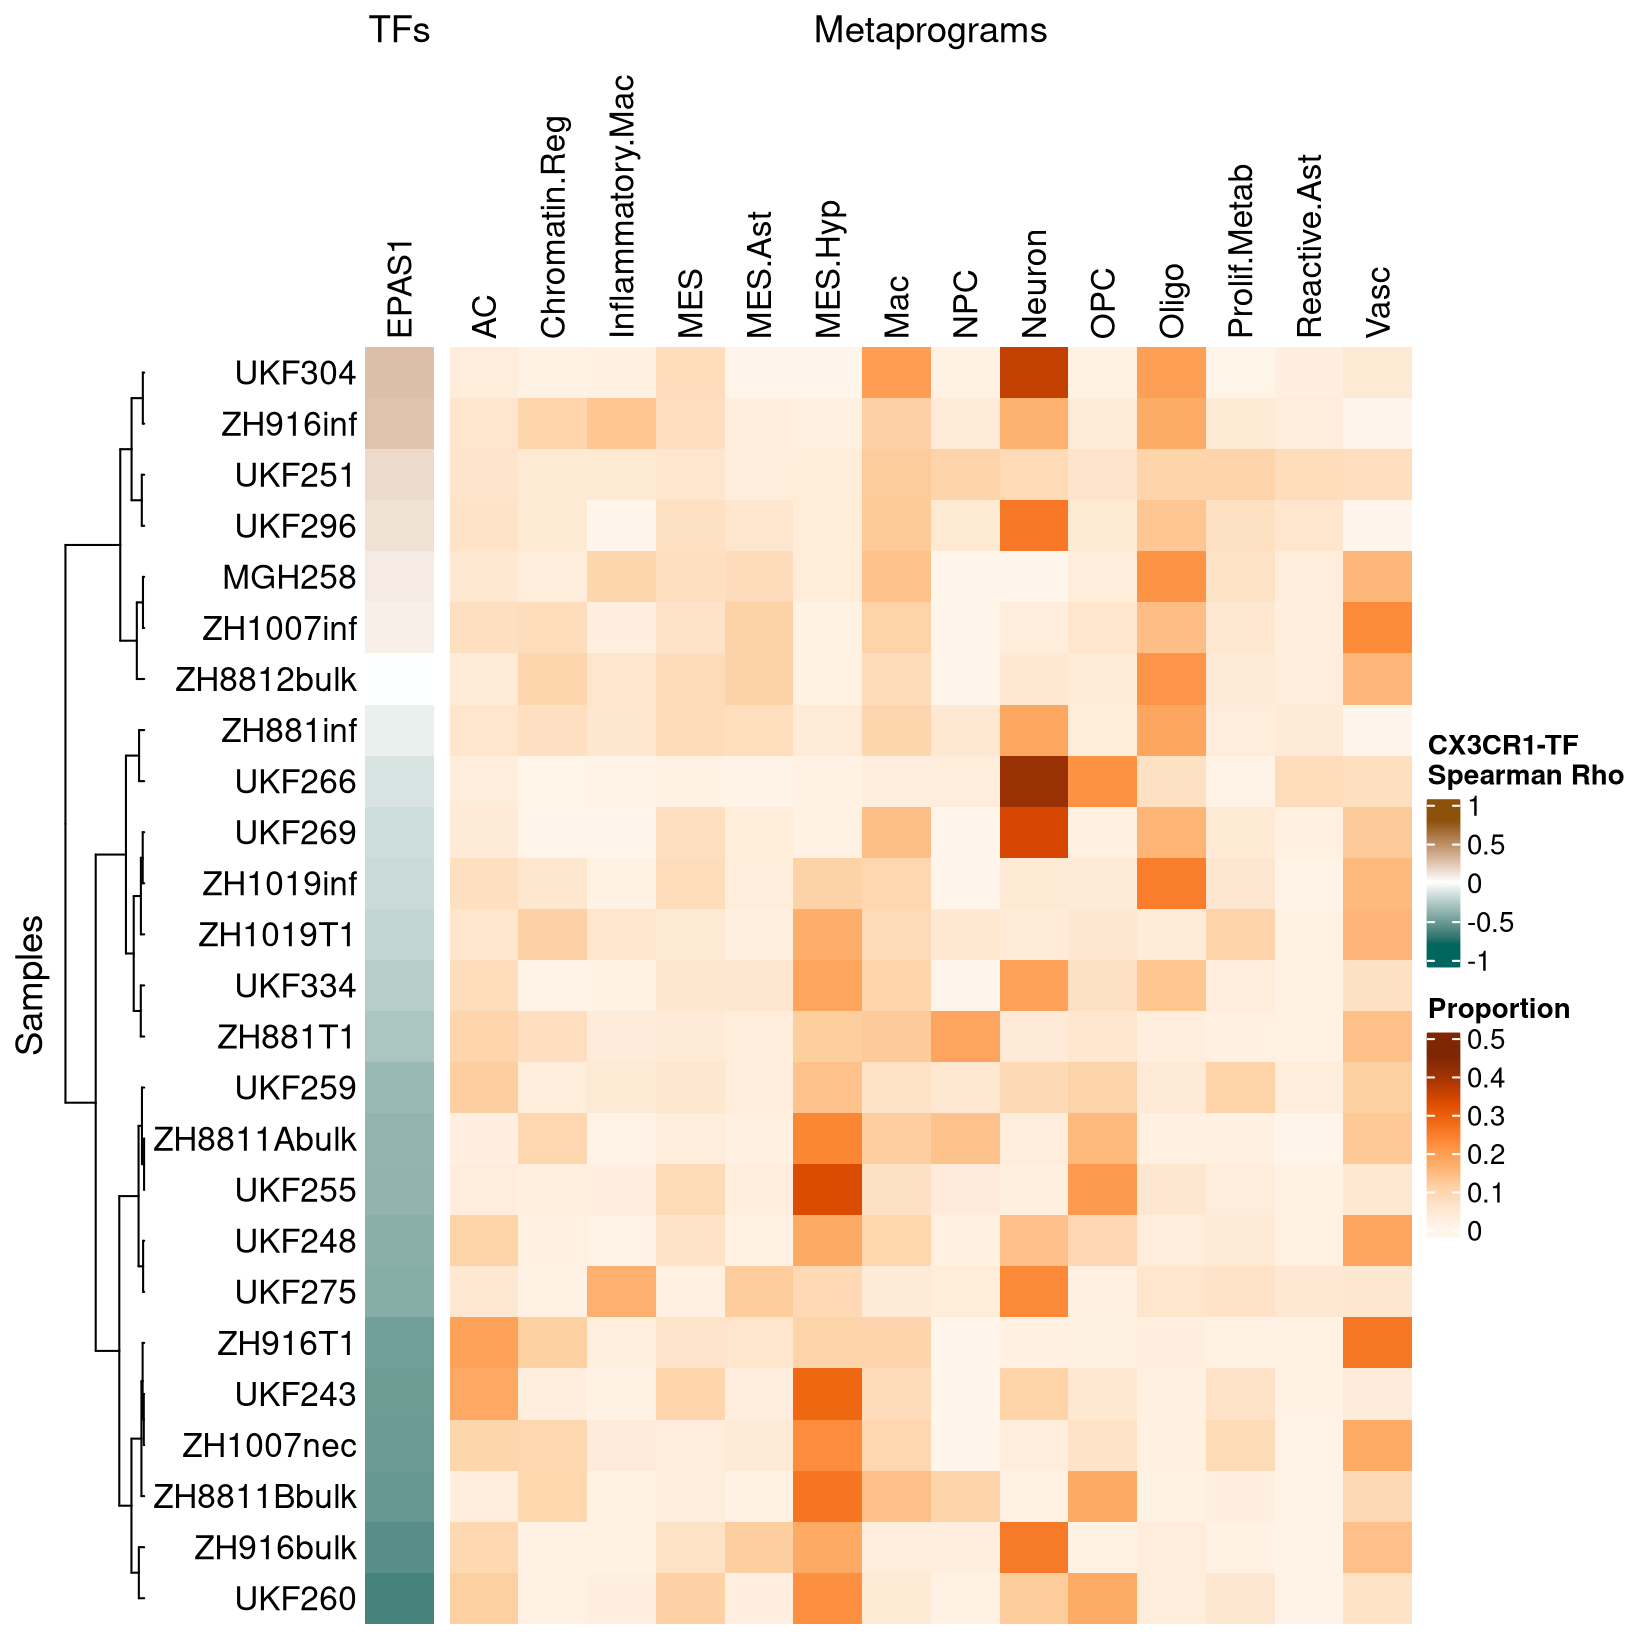 TFs
Metaprograms
EPAS1
AC
Chromatin.Reg
Inflammatory.Mac
MES
MES.Ast
MES.Hyp
Mac
NPC
Neuron
OPC
Oligo
Prolif.Metab
Reactive.Ast
Vasc
Samples
UKF304
ZH916inf
UKF251
UKF296
MGH258
ZH1007inf
ZH8812bulk
ZH881inf
UKF266
UKF269
ZH1019inf
ZH1019T1
UKF334
ZH881T1
UKF259
ZH8811Abulk
UKF255
UKF248
UKF275
ZH916T1
UKF243
ZH1007nec
ZH8811Bbulk
ZH916bulk
UKF260
CX3CR1-TF
Spearman Rho
1
0.5
0
-0.5
-1
Proportion
0.5
0.4
0.3
0.2
0.1
0